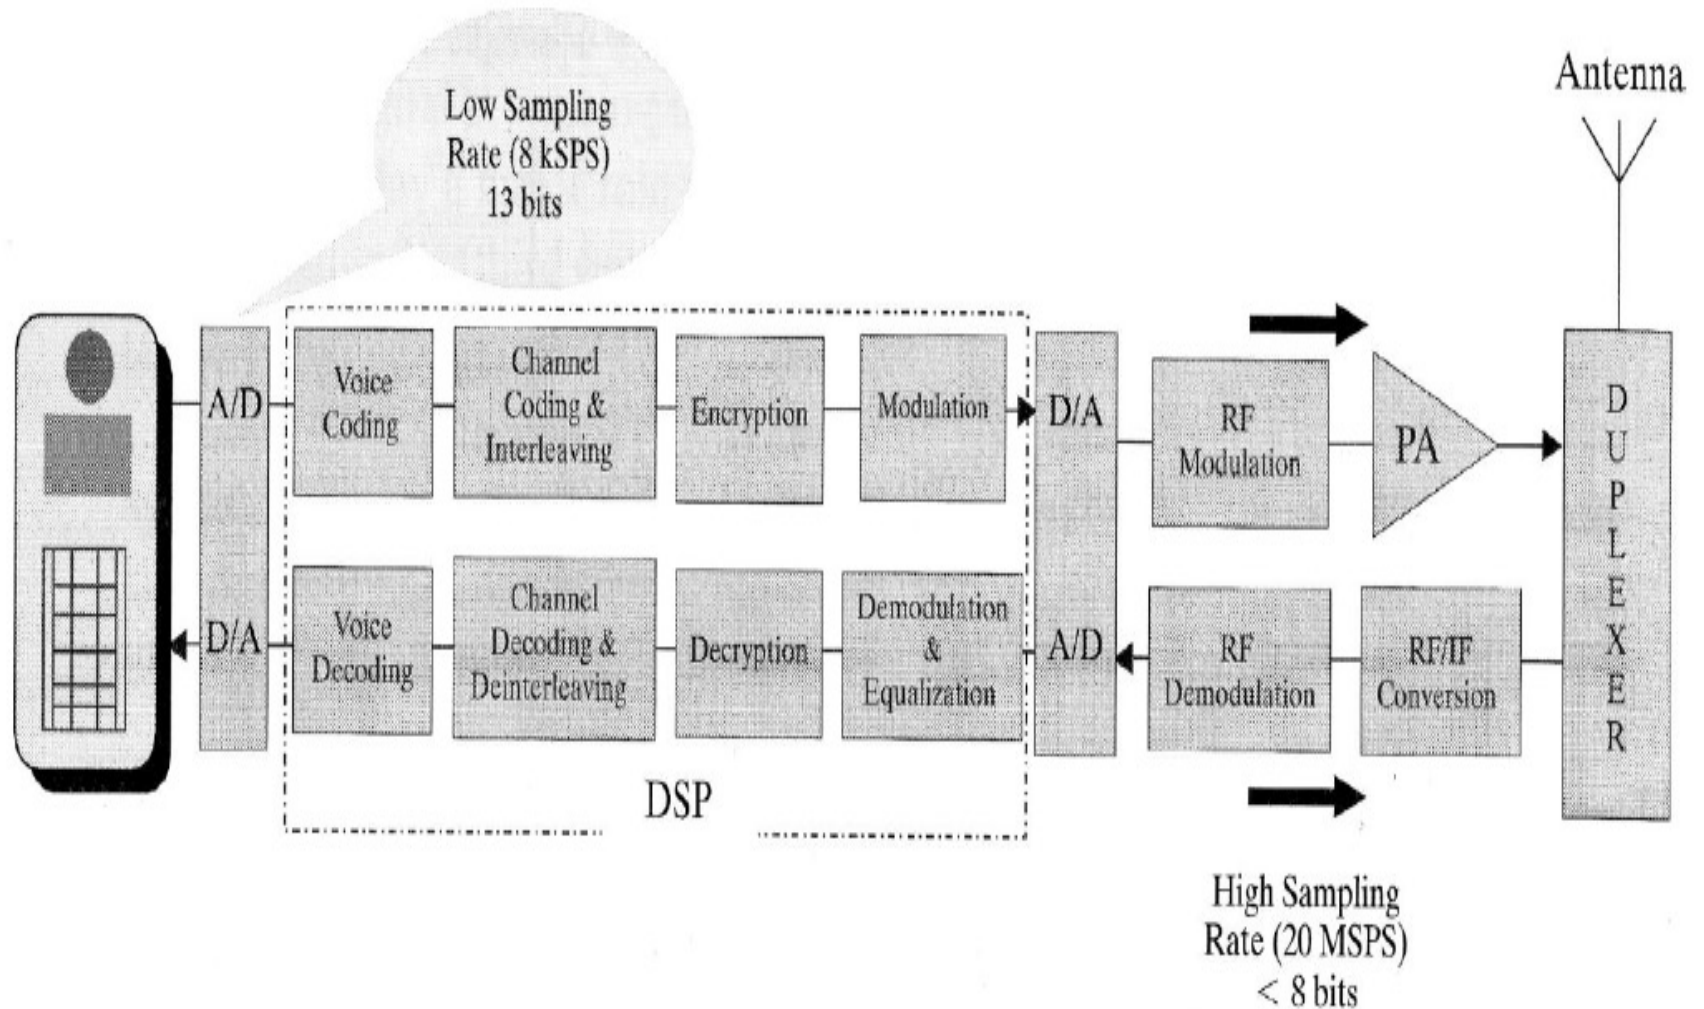 Low Sampling
Rate (8 kSPS)
13 bits
Antenna
A/D
Voice
Coding
Channel
Coding &
Interleaving
Encryption
Modulation
D/A
RF
Modulation
PA
D
U
P
L
E
X
E
R
D/A
Voice
Decoding
Channel
Decoding &
Deinterleaving
Decryption
Demodulation
&
Equalization
A/D
RF
Demodulation
RF/IF
Conversion
DSP
High Sampling
Rate (20 MSPS)
< 8 bits